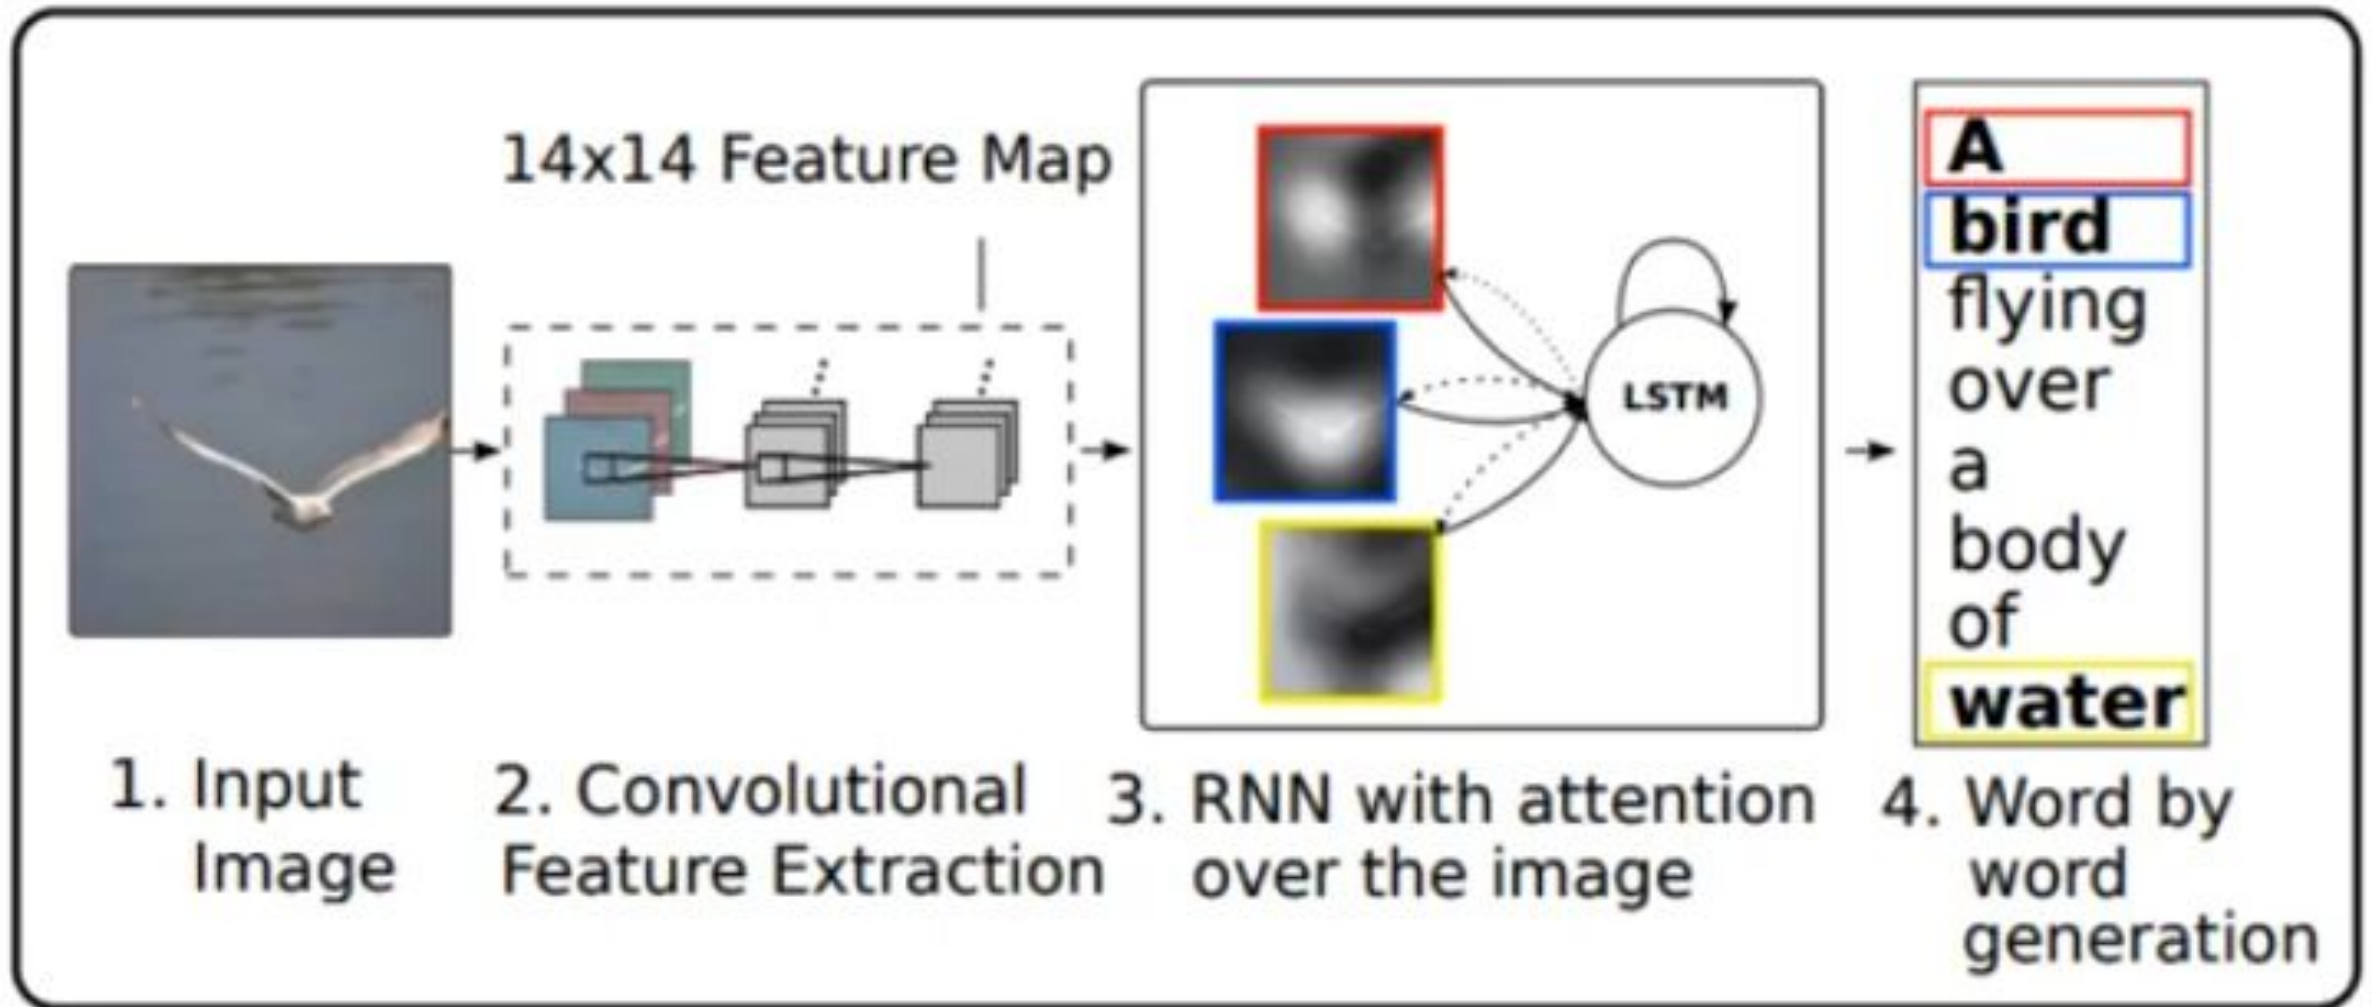 14x14 Feature Map
LSTM
A
bird
flying
over
a
body
of
water
1. Input
Image
2. Convolutional
Feature Extraction
3. RNN with attention
over the image
4. Word by
word
generation